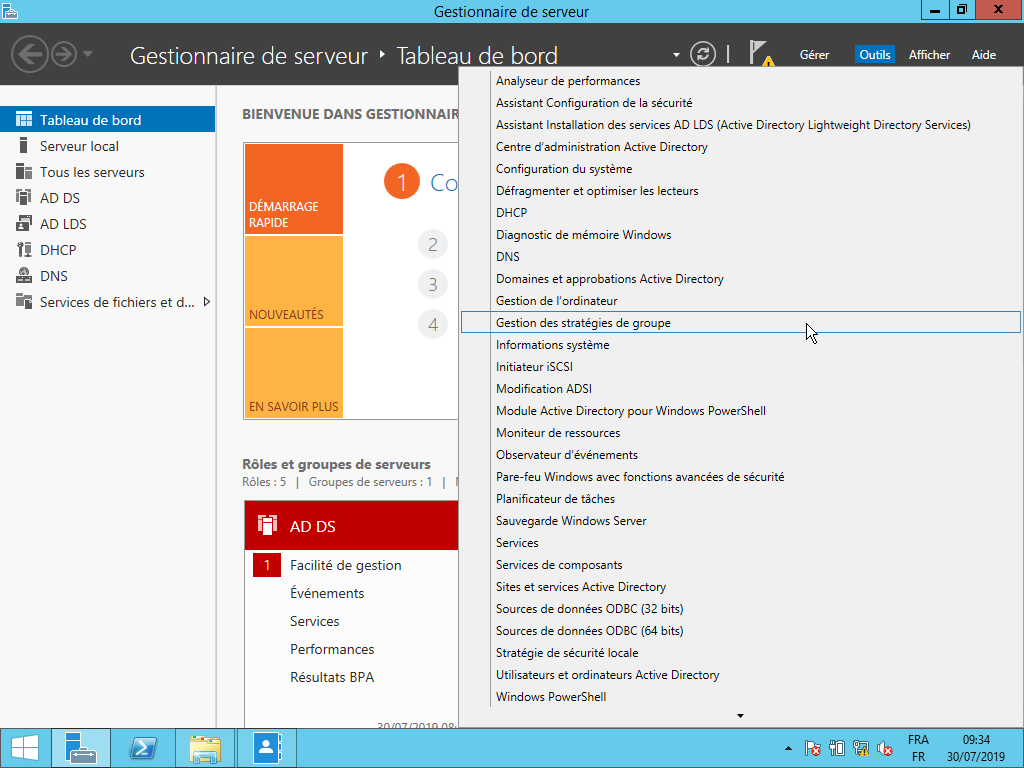 Gestionnaire de serveur
Gestionnaire de serveur ‣ Tableau de bord
Gérer Outils Afficher Aide
Tableau de bord
Serveur local
Tous les serveurs
AD DS
AD LDS
DHCP
DNS
Services de fichiers et d...
BIENVENUE DANS GESTIONNAIR
DÉMARRAGE
RAPIDE
NOUVEAUTÉS
EN SAVOIR PLUS
1 Co
2
3
4
Rôles et groupes de serveurs
Rôles : 5 | Groupes de serveurs : 1 |
AD DS
1 Facilité de gestion
Événements
Services
Performances
Résultats BPA
30/07/2019 08:
Analyseur de performances
Assistant Configuration de la sécurité
Assistant Installation des services AD LDS (Active Directory Lightweight Directory Services)
Centre d'administration Active Directory
Configuration du système
Défragmenter et optimiser les lecteurs
DHCP
Diagnostic de mémoire Windows
DNS
Domaines et approbations Active Directory
Gestion de l'ordinateur
Gestion des stratégies de groupe
Informations système
Initiateur iSCSI
Modification ADSI
Module Active Directory pour Windows PowerShell
Moniteur de ressources
Observateur d'événements
Pare-feu Windows avec fonctions avancées de sécurité
Planificateur de tâches
Sauvegarde Windows Server
Services
Services de composants
Sites et services Active Directory
Sources de données ODBC (32 bits)
Sources de données ODBC (64 bits)
Stratégie de sécurité locale
Utilisateurs et ordinateurs Active Directory
Windows PowerShell
FRA
FR
09:34
30/07/2019